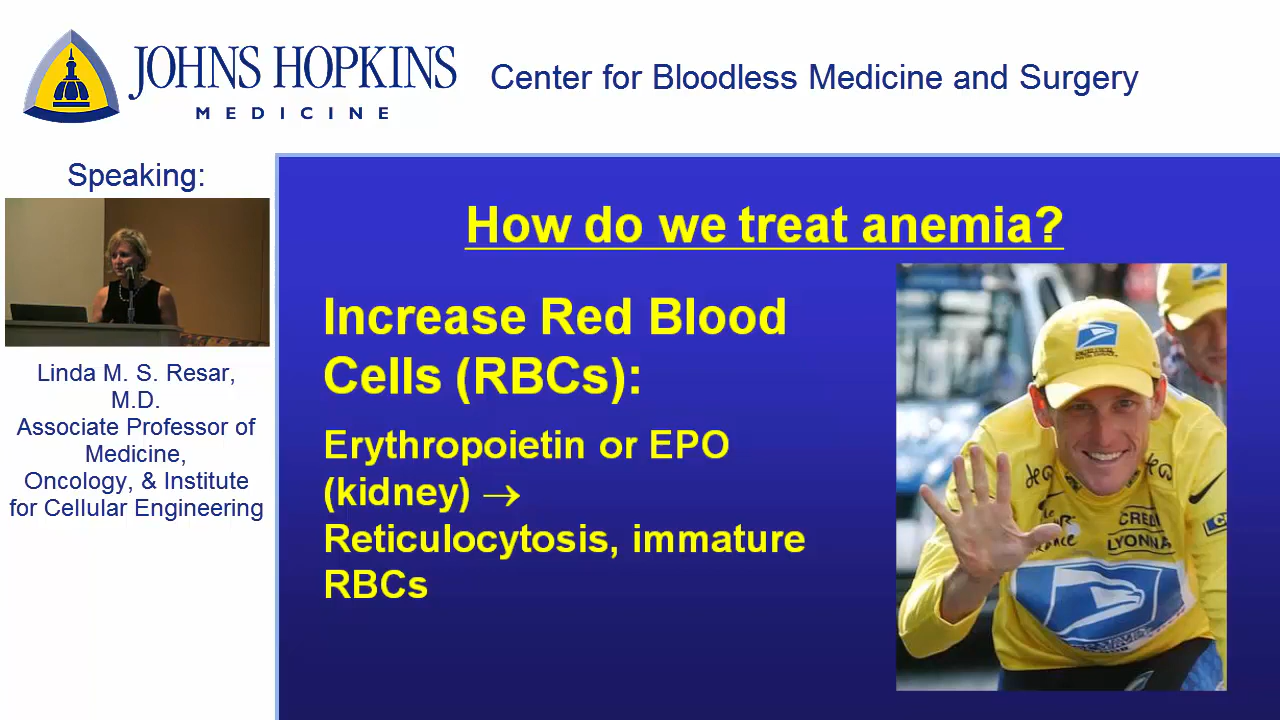 JOHNS HOPKINS
MEDICINE
Center for Bloodless Medicine and Surgery
Speaking:
Linda M. S. Resar,
M.D.
Associate Professor of
Medicine,
Oncology, & Institute
for Cellular Engineering
How do we treat anemia?
Increase Red Blood
Cells (RBCs):
Erythropoietin or EPO
(kidney) →
Reticulocytosis, immature
RBCs
CREDIT
LYONNAIS